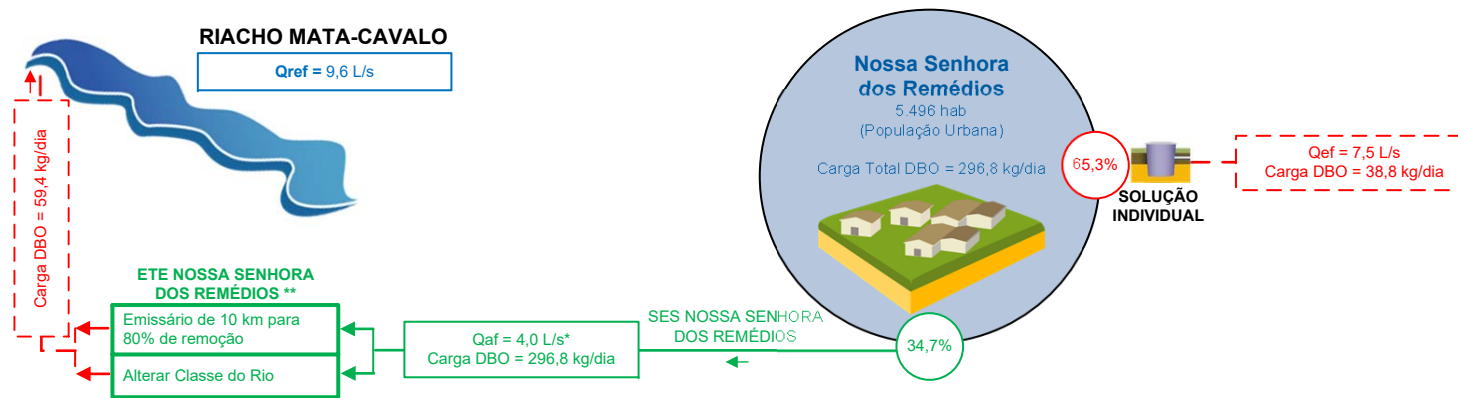 RIACHO MATA-CAVALO
Qref = 9,6 L/s
Carga DBO = 59,4 kg/dia
Nossa Senhora
dos Remédios
5.496 hab
(População Urbana)
Carga Total DBO = 296,8 kg/dia
65,3%
SOLUÇÃO
INDIVIDUAL
Qef = 7,5 L/s
Carga DBO = 38,8 kg/dia
ETE NOSSA SENHORA
DOS REMÉDIOS **
Emissário de 10 km para
80% de remoção
Alterar Classe do Rio
Qaf = 4,0 L/s*
Carga DBO = 296,8 kg/dia
SES NOSSA SENHORA
DOS REMÉDIOS
34,7%